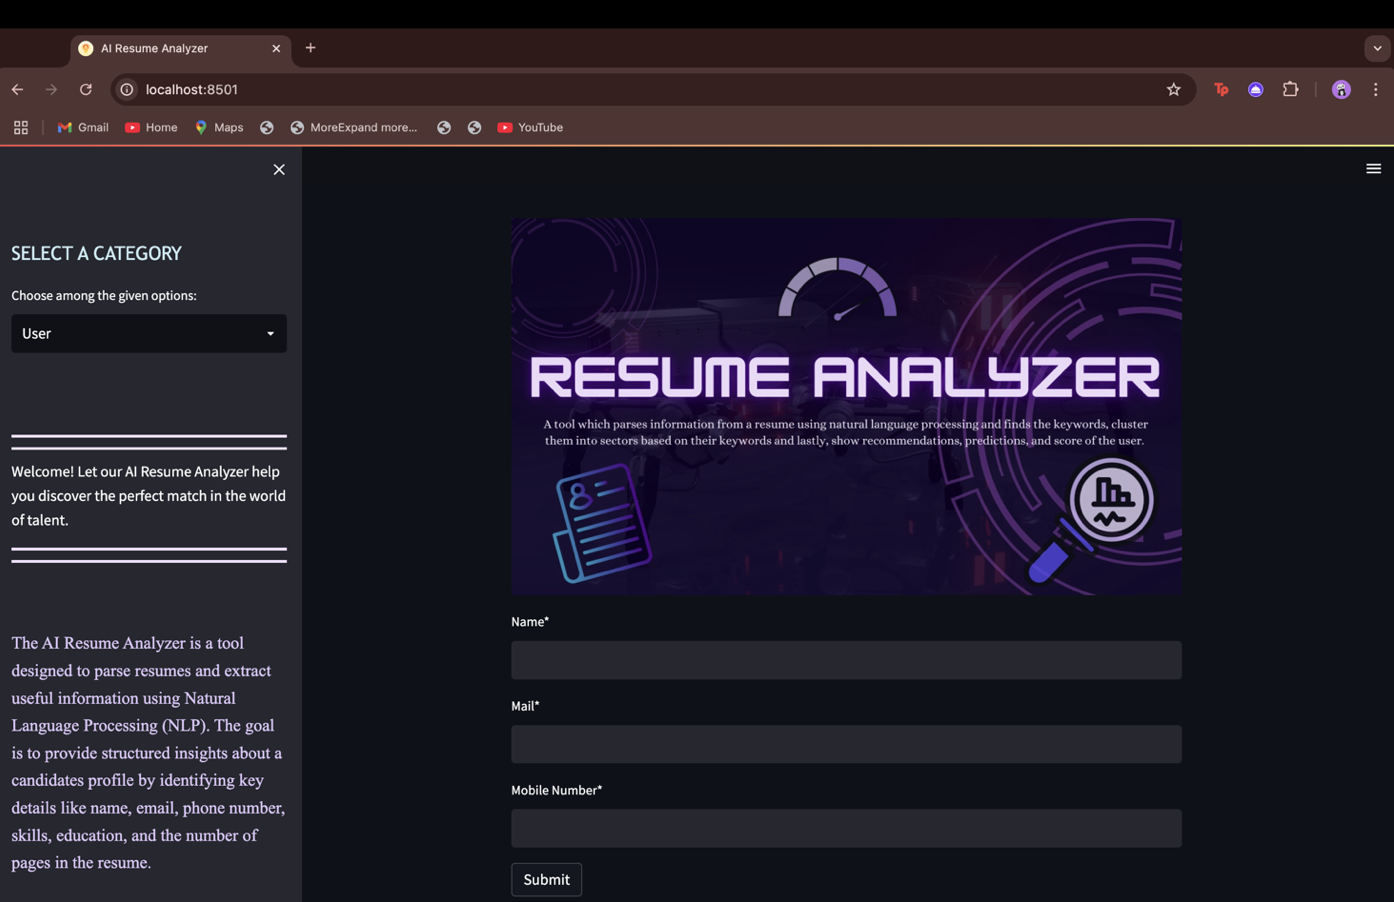 AI Resume Analyzer
localhost:8501
Tp
Gmail
Home
Maps
MoreExpand more...
YouTube
SELECT A CATEGORY
Choose among the given options:
User
Welcome! Let our AI Resume Analyzer help
you discover the perfect match in the world
of talent.
The AI Resume Analyzer is a tool
designed to parse resumes and extract
useful information using Natural
Language Processing (NLP). The goal
is to provide structured insights about a
candidates profile by identifying key
details like name, email, phone number,
skills, education, and the number of
pages in the resume.
RESUME ANALYZER
A tool which parses information from a resume using natural language processing and finds the keywords, cluster
them into sectors based on their keywords and lastly, show recommendations, predictions, and score of the user.
Name*
Mail*
Mobile Number*
Submit